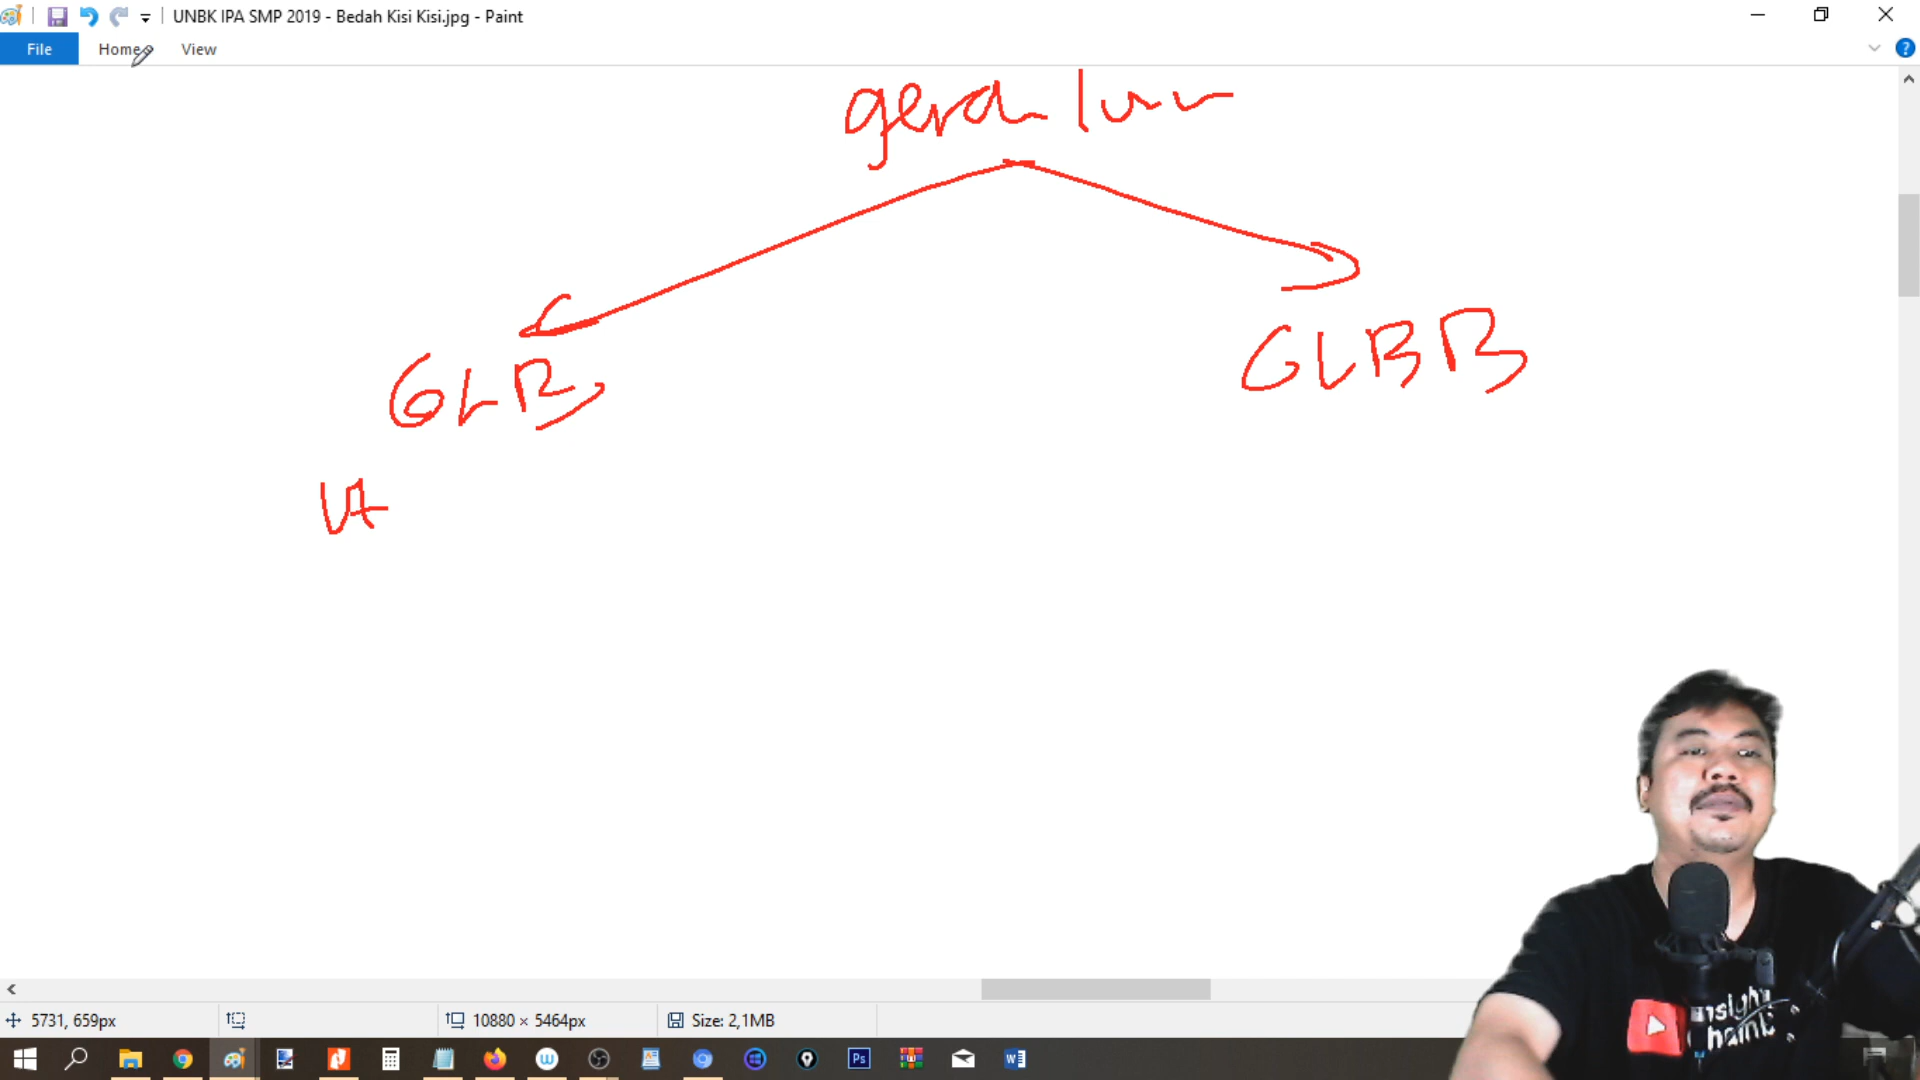 UNBK IPA SMP 2019 - Bedah Kisi Kisi.jpg - Paint
File Home View
gerak lurus
GLB
GLBB
5731, 659px
10880 × 5464px
Size: 2,1MB